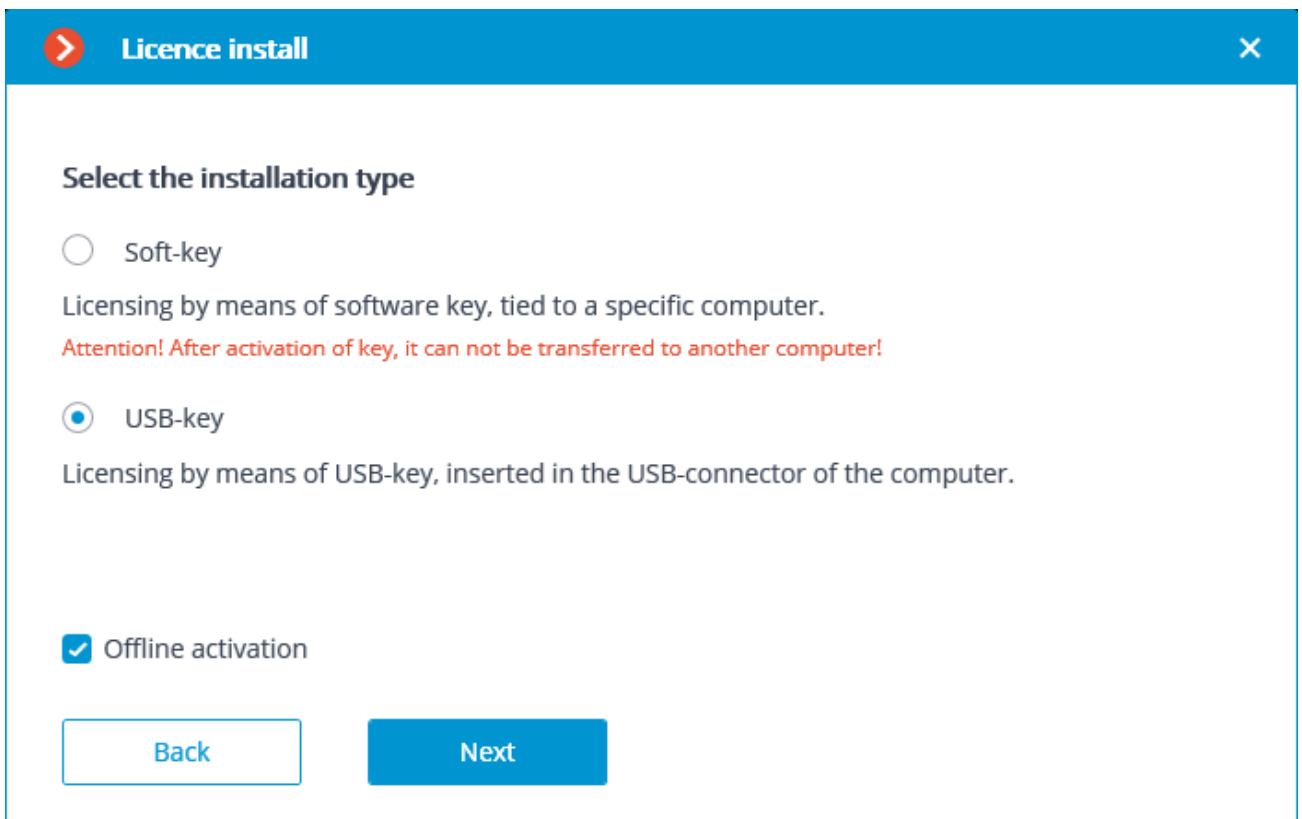 Licence install
Select the installation type
Soft-key
Licensing by means of software key, tied to a specific computer.
Attention! After activation of key, it can not be transferred to another computer!
USB-key
Licensing by means of USB-key, inserted in the USB-connector of the computer.
Offline activation
Back Next